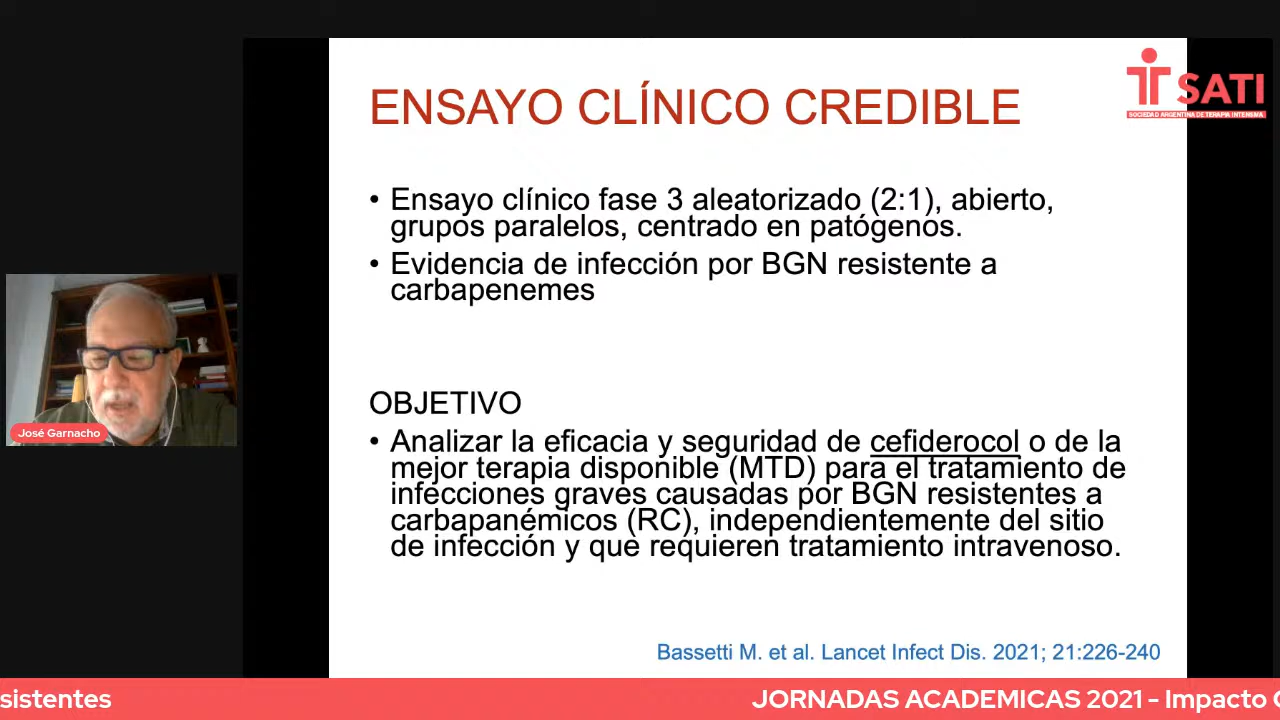 ENSAYO CLÍNICO CREDIBLE
SATI
SOCIEDAD ARGENTINA DE TERAPIA INTENSIVA
• Ensayo clínico fase 3 aleatorizado (2:1), abierto,
grupos paralelos, centrado en patógenos.
• Evidencia de infección por BGN resistente a
carbapenemes
OBJETIVO
• Analizar la eficacia y seguridad de cefiderocol o de la
mejor terapia disponible (MTD) para el tratamiento de
infecciones graves causadas por BGN resistentes a
carbapanémicos (RC), independientemente del sitio
de infección y que requieren tratamiento intravenoso.
José Garnacho
Bassetti M. et al. Lancet Infect Dis. 2021; 21:226-240
sistentes
JORNADAS ACADEMICAS 2021 - Impacto